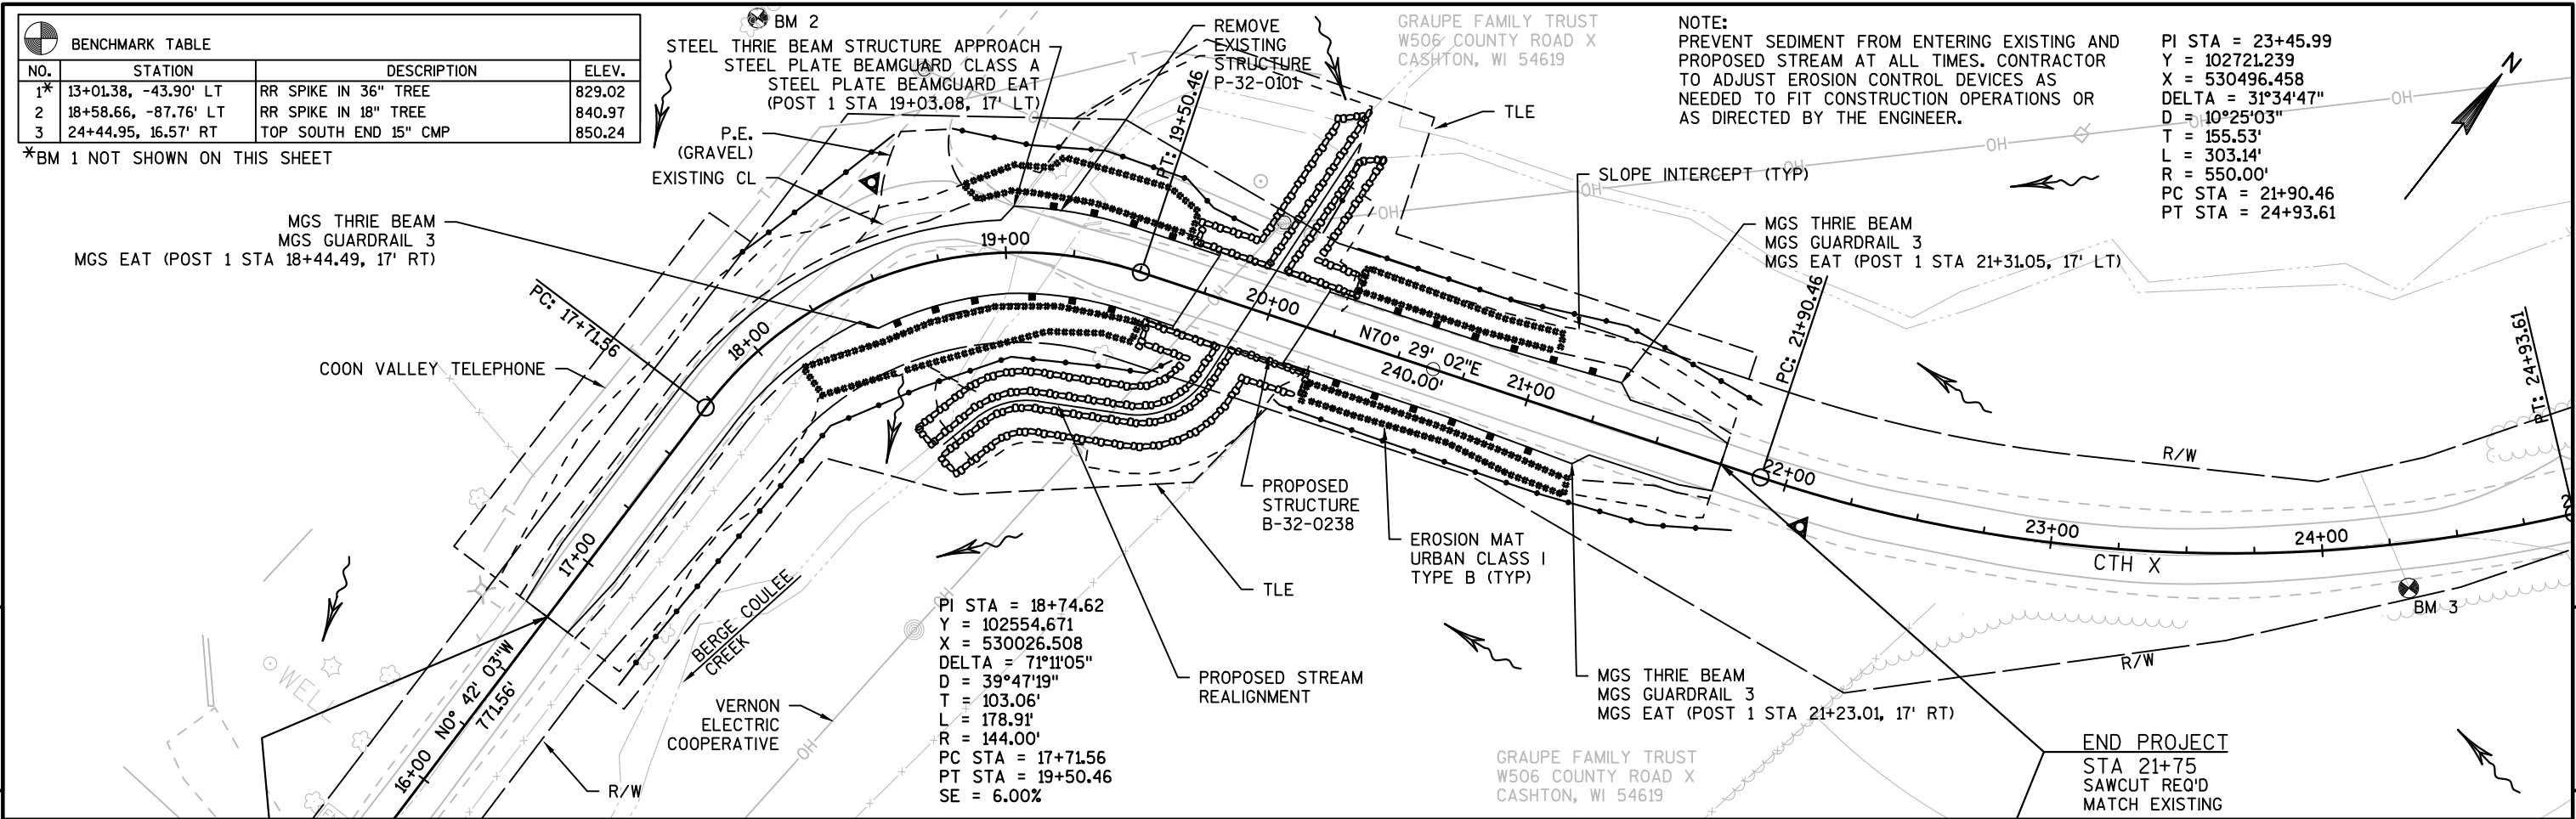 BENCHMARK TABLE
NO. STATION DESCRIPTION ELEV.
1* 13+01.38, -43.90' LT RR SPIKE IN 36" TREE 829.02
2 18+58.66, -87.76' LT RR SPIKE IN 18" TREE 840.97
3 24+44.95, 16.57' RT TOP SOUTH END 15" CMP 850.24
*BM 1 NOT SHOWN ON THIS SHEET
BM 2
STEEL THRIE BEAM STRUCTURE APPROACH
STEEL PLATE BEAMGUARD CLASS A
STEEL PLATE BEAMGUARD EAT
(POST 1 STA 19+03.08, 17' LT)
P.E.
(GRAVEL)
EXISTING CL
REMOVE
EXISTING
STRUCTURE
P-32-0101
PT: 19+50.46
GRAUPE FAMILY TRUST
W506 COUNTY ROAD X
CASHTON, WI 54619
TLE
NOTE:
PREVENT SEDIMENT FROM ENTERING EXISTING AND
PROPOSED STREAM AT ALL TIMES. CONTRACTOR
TO ADJUST EROSION CONTROL DEVICES AS
NEEDED TO FIT CONSTRUCTION OPERATIONS OR
AS DIRECTED BY THE ENGINEER.
PI STA = 23+45.99
Y = 102721.239
X = 530496.458
DELTA = 31°34'47"
D = 10°25'03"
T = 155.53'
L = 303.14'
R = 550.00'
PC STA = 21+90.46
PT STA = 24+93.61
N
OH
OH
OH
OH
OH
OH
OH
T
T
T
T
SLOPE INTERCEPT (TYP)
MGS THRIE BEAM
MGS GUARDRAIL 3
MGS EAT (POST 1 STA 18+44.49, 17' RT)
MGS THRIE BEAM
MGS GUARDRAIL 3
MGS EAT (POST 1 STA 21+31.05, 17' LT)
PC: 17+71.56
COON VALLEY TELEPHONE
18+00
19+00
20+00
N70° 29' 02"E
240.00'
21+00
PC: 21+90.46
22+00
PT: 24+93.61
R/W
23+00
24+00
CTH X
BM 3
R/W
17+00
16+00
N0° 42' 03"W
771.56'
WELL
R/W
BERGE COULEE
CREEK
VERNON
ELECTRIC
COOPERATIVE
OH
OH
PI STA = 18+74.62
Y = 102554.671
X = 530026.508
DELTA = 71°11'05"
D = 39°47'19"
T = 103.06'
L = 178.91'
R = 144.00'
PC STA = 17+71.56
PT STA = 19+50.46
SE = 6.00%
PROPOSED STREAM
REALIGNMENT
TLE
PROPOSED
STRUCTURE
B-32-0238
EROSION MAT
URBAN CLASS I
TYPE B (TYP)
MGS THRIE BEAM
MGS GUARDRAIL 3
MGS EAT (POST 1 STA 21+23.01, 17' RT)
GRAUPE FAMILY TRUST
W506 COUNTY ROAD X
CASHTON, WI 54619
END PROJECT
STA 21+75
SAWCUT REQ'D
MATCH EXISTING